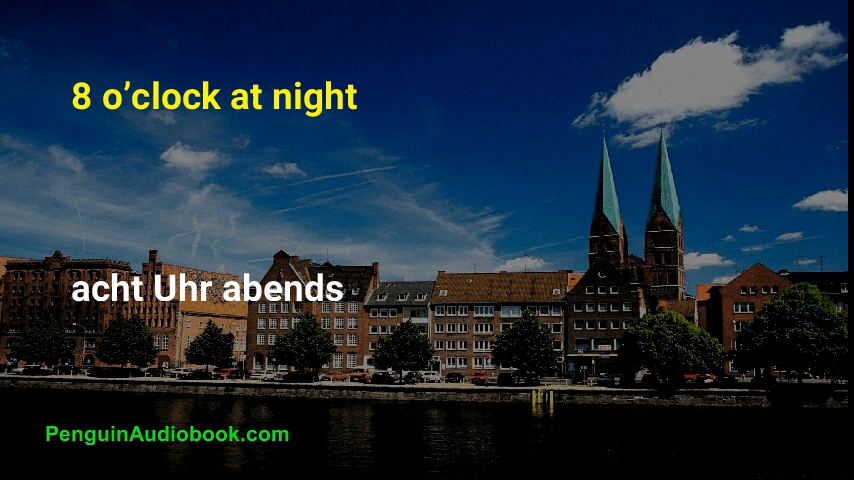 8 o’clock at night
acht Uhr abends
PenguinAudiobook.com